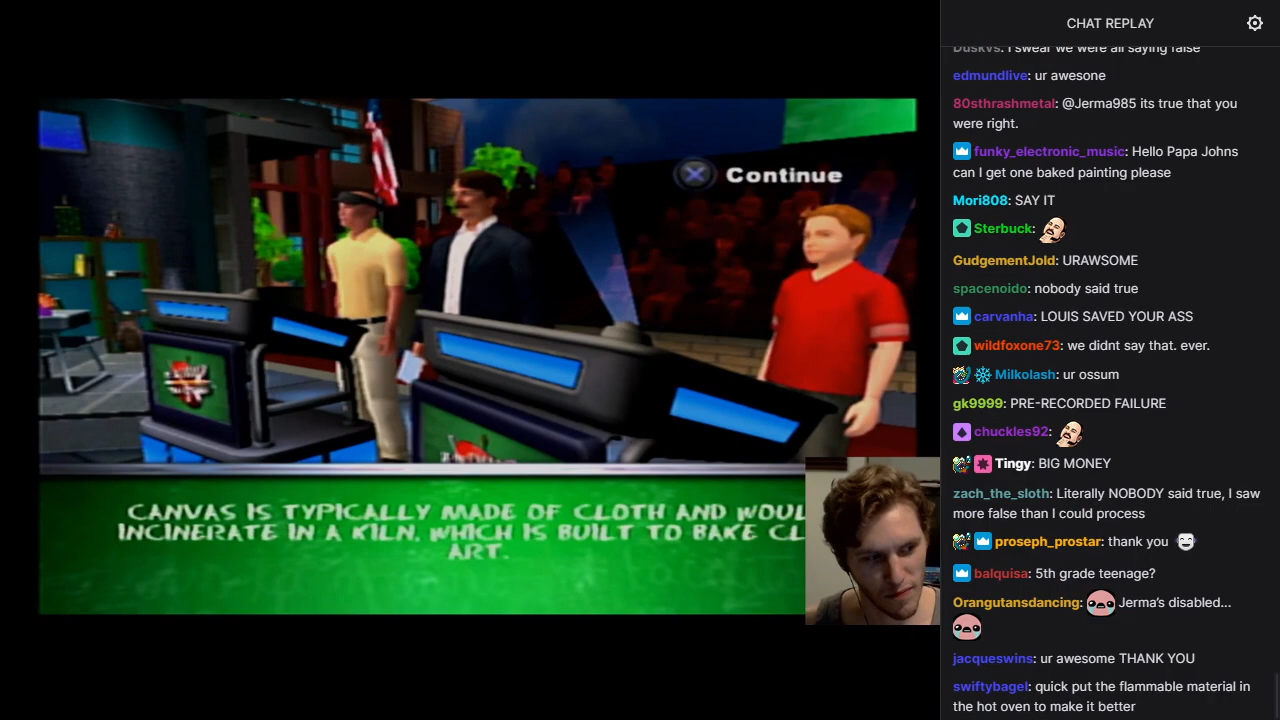 Continue
CANVAS IS TYPICALLY MADE OF CLOTH AND
INCINERATE IN A KILN, WHICH IS BUILT TO BAKE
ART.
CHAT REPLAY
DuskVs: I swear we were all saying false
edmundlive: ur awesone
80sthrashmetal: @Jerma985 its true that you
were right.
funky_electronic_music: Hello Papa Johns
can I get one baked painting please
Mori808: SAY IT
Sterbuck:
GudgementJold: URAWSOME
spacenoido: nobody said true
carvanha: LOUIS SAVED YOUR ASS
wildfoxone73: we didnt say that. ever.
Milkolash: ur ossum
gk9999: PRE-RECORDED FAILURE
chuckles92:
Tingy: BIG MONEY
zach_the_sloth: Literally NOBODY said true, I saw
more false than I could process
proseph_prostar: thank you
balquisa: 5th grade teenage?
Orangutansdancing: Jerma's disabled...
jacqueswins: ur awesome THANK YOU
swiftybagel: quick put the flammable material in
the hot oven to make it better